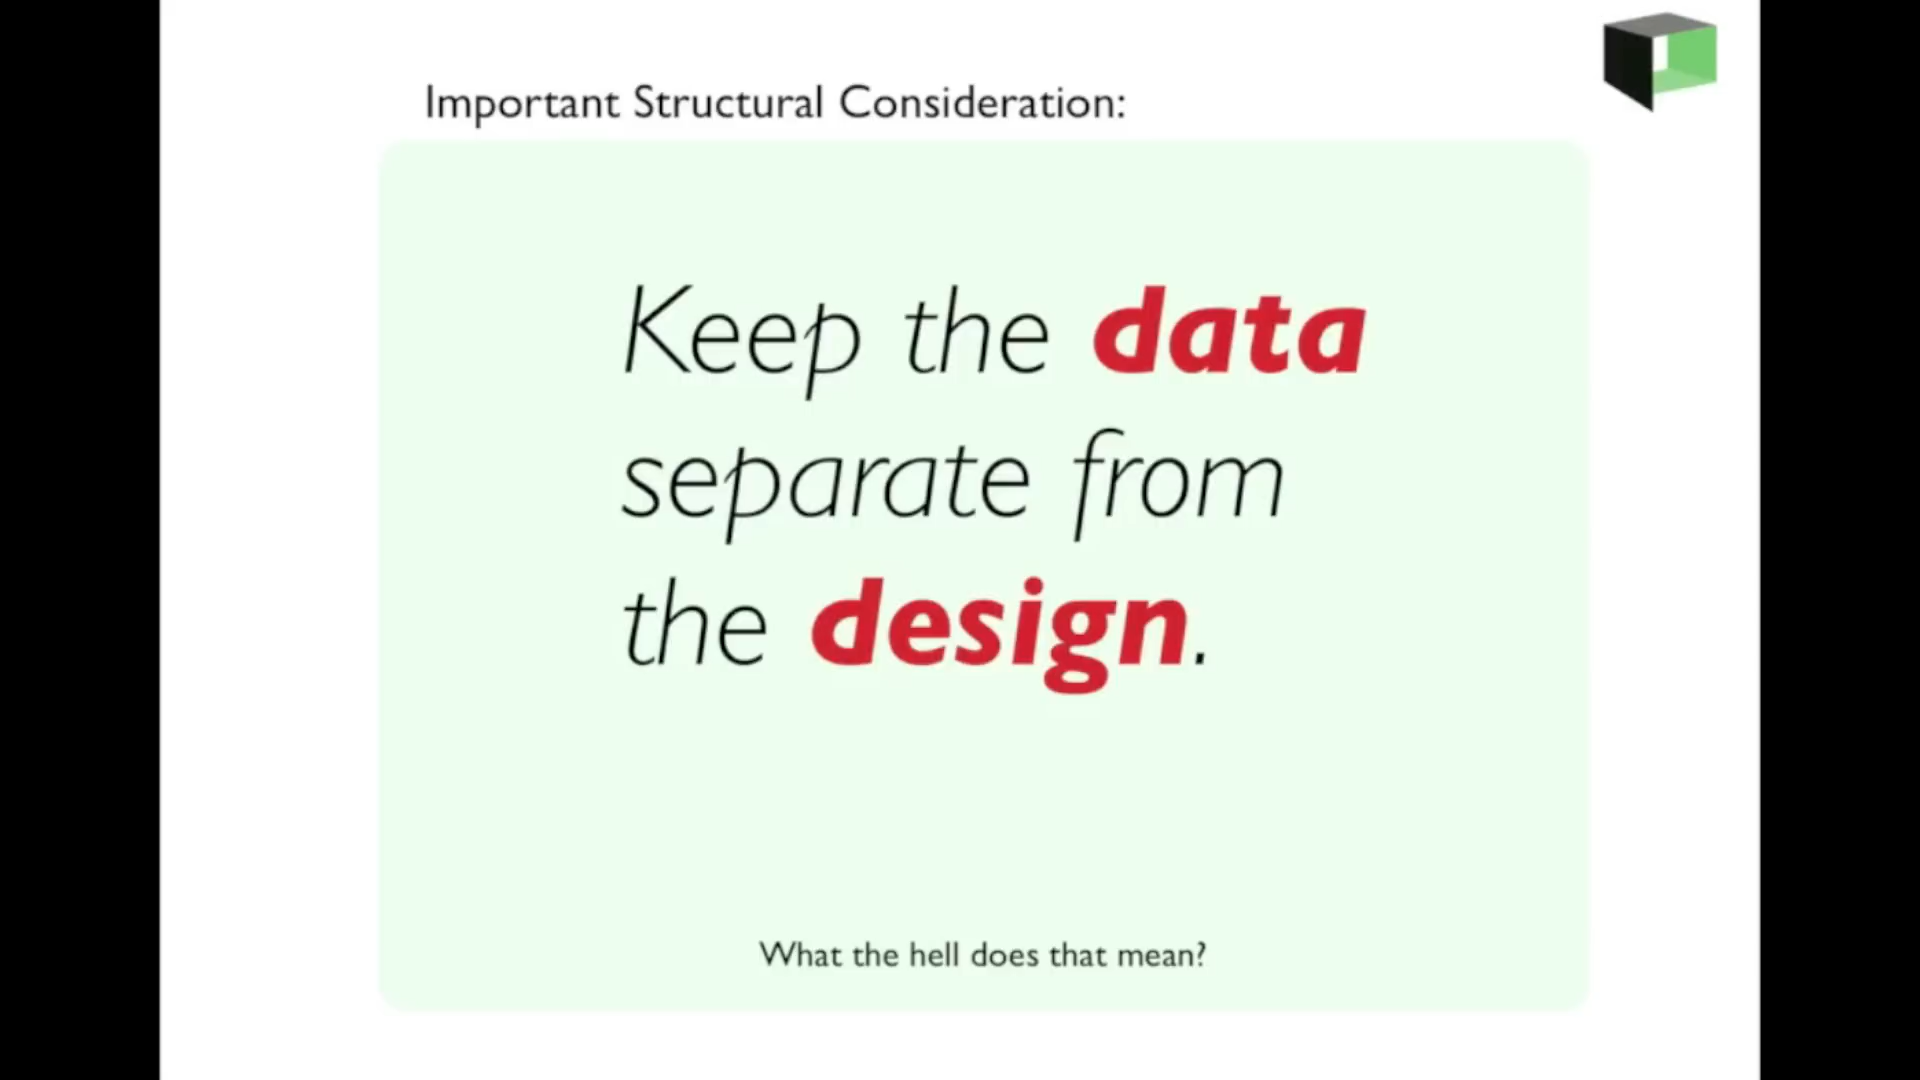 Important Structural Consideration:
Keep the data
separate from
the design.
What the hell does that mean?